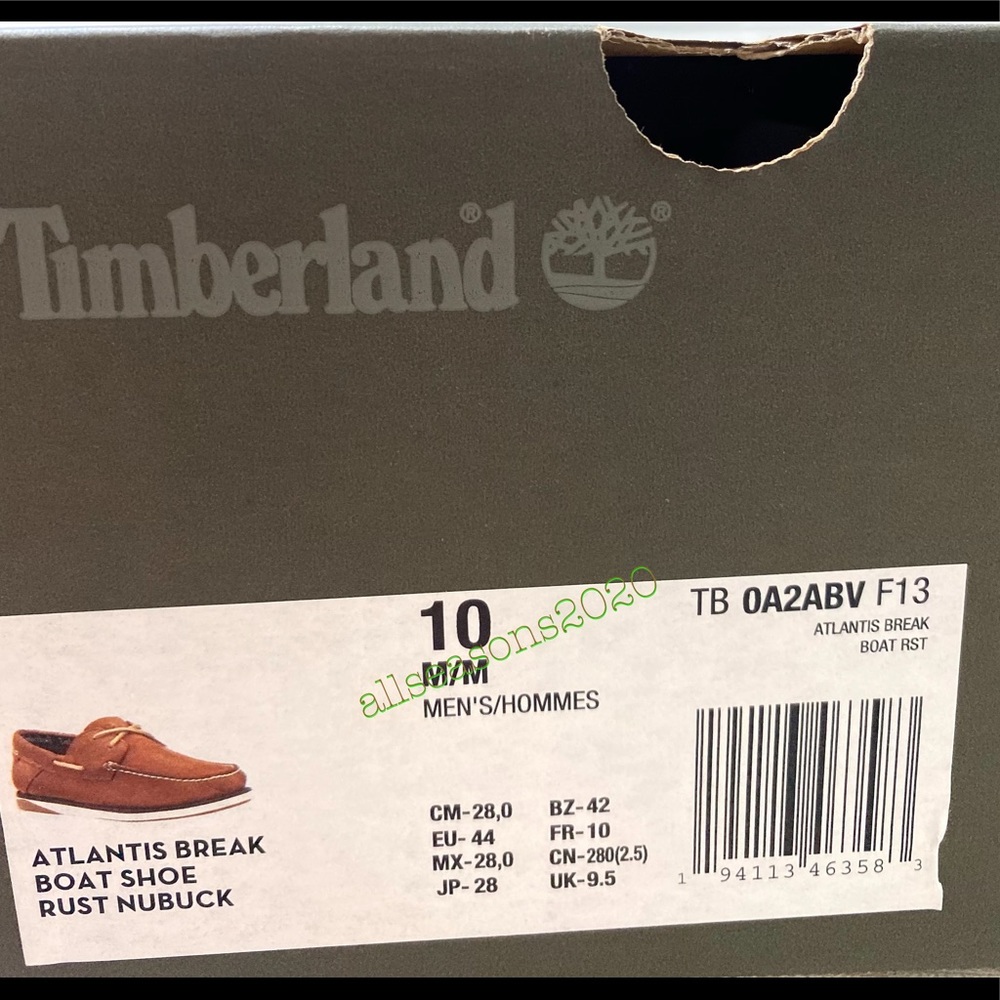 Timberland® ®
10
M/M
MEN'S/HOMMES
allseasons2020
TB 0A2ABV F13
ATLANTIS BREAK
BOAT RST
ATLANTIS BREAK
BOAT SHOE
RUST NUBUCK
CM-28,0 BZ-42
EU- 44 FR-10
MX-28,0 CN-280(2.5)
JP- 28 UK-9.5
1 94113 46358 3